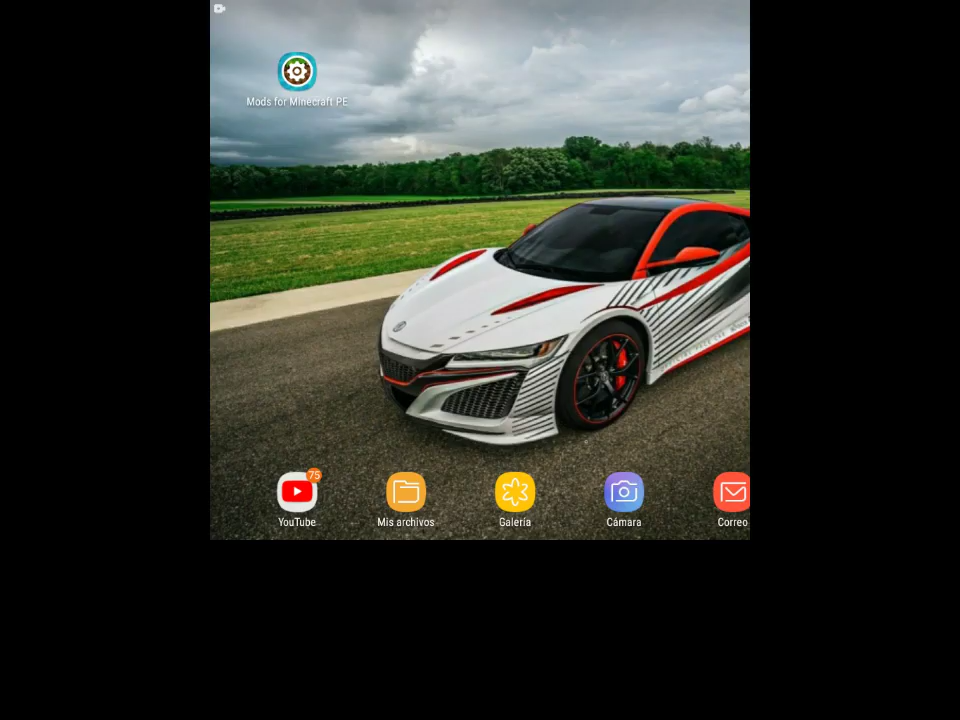 Mods for Minecraft PE
75
YouTube
Mis archivos
Galería
Cámara
Correo